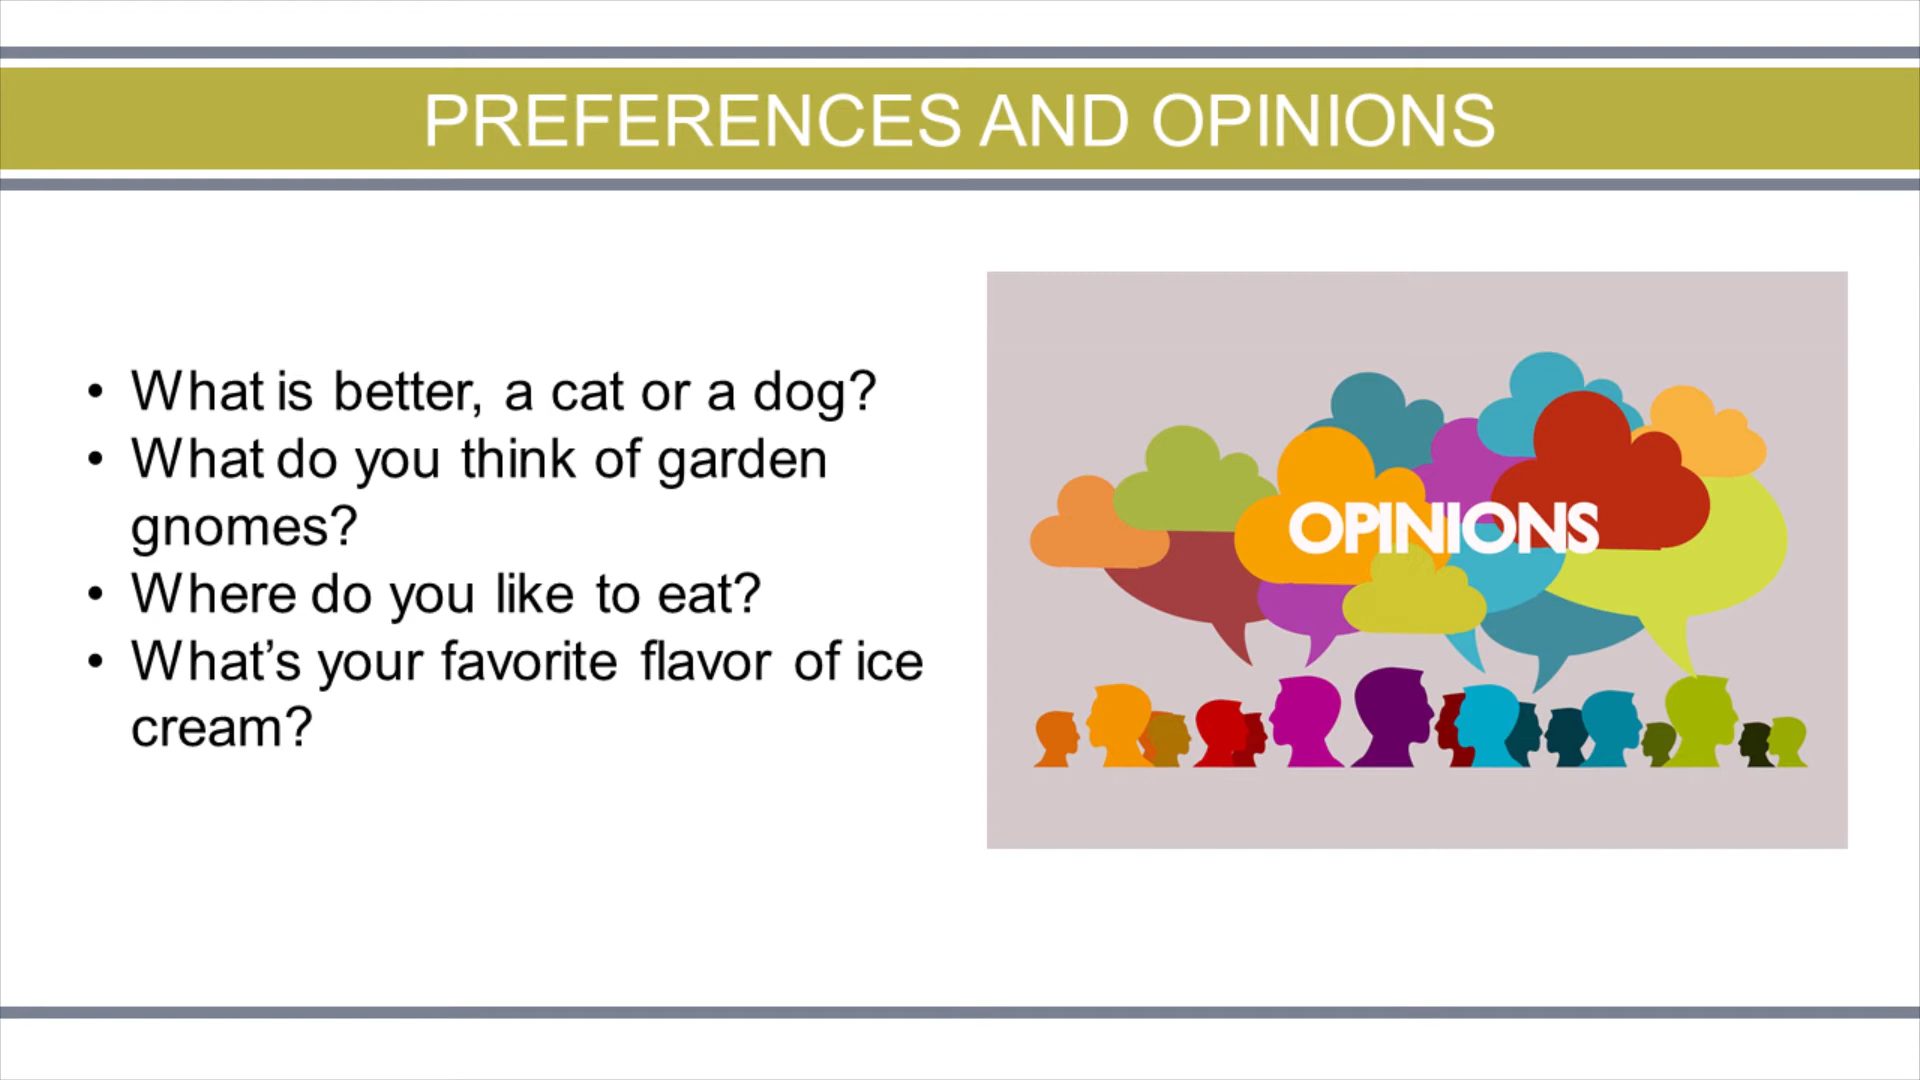 PREFERENCES AND OPINIONS
• What is better, a cat or a dog?
• What do you think of garden
gnomes?
• Where do you like to eat?
• What’s your favorite flavor of ice
cream?
OPINIONS